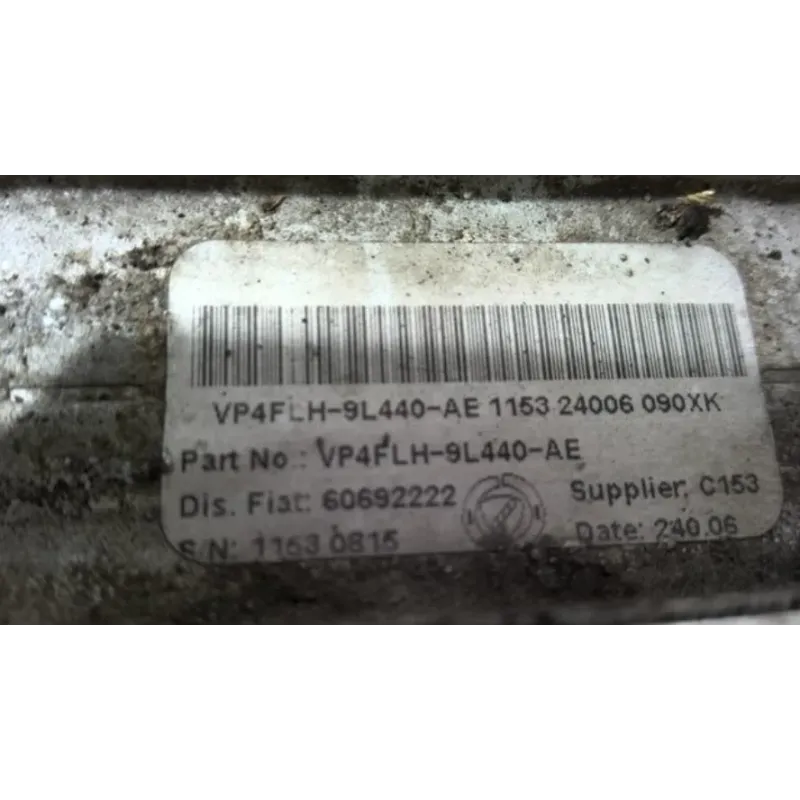 VP4FLH-9L440-AE 1153 24006 090XK
Part No : VP4FLH-9L440-AE
Dis. Fiat: 60692222
Supplier: C153
S/N: 1153 0815
Date: 240.06